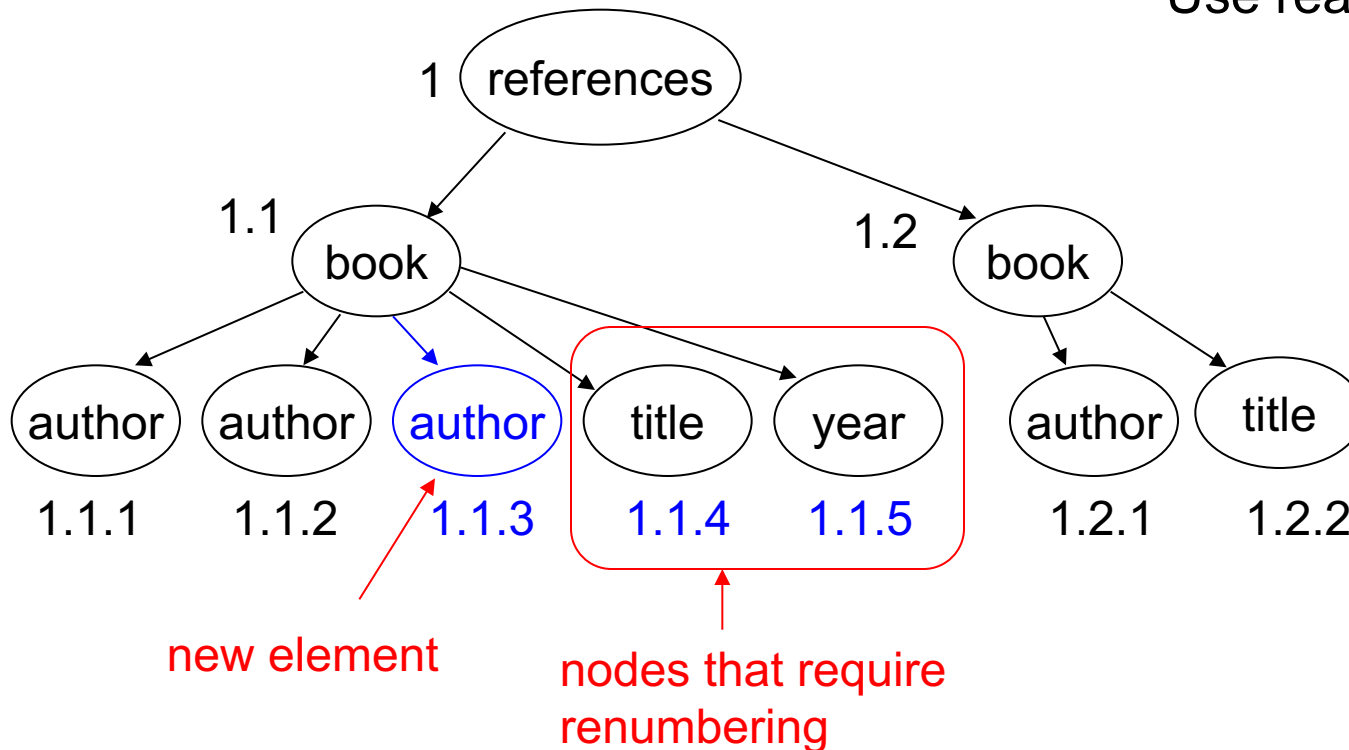 Use
1 references
1.1 book
1.2 book
author author author title year author title
1.1.1 1.1.2 1.1.3 1.1.4 1.1.5 1.2.1 1.2.2
new element
nodes that require
renumbering